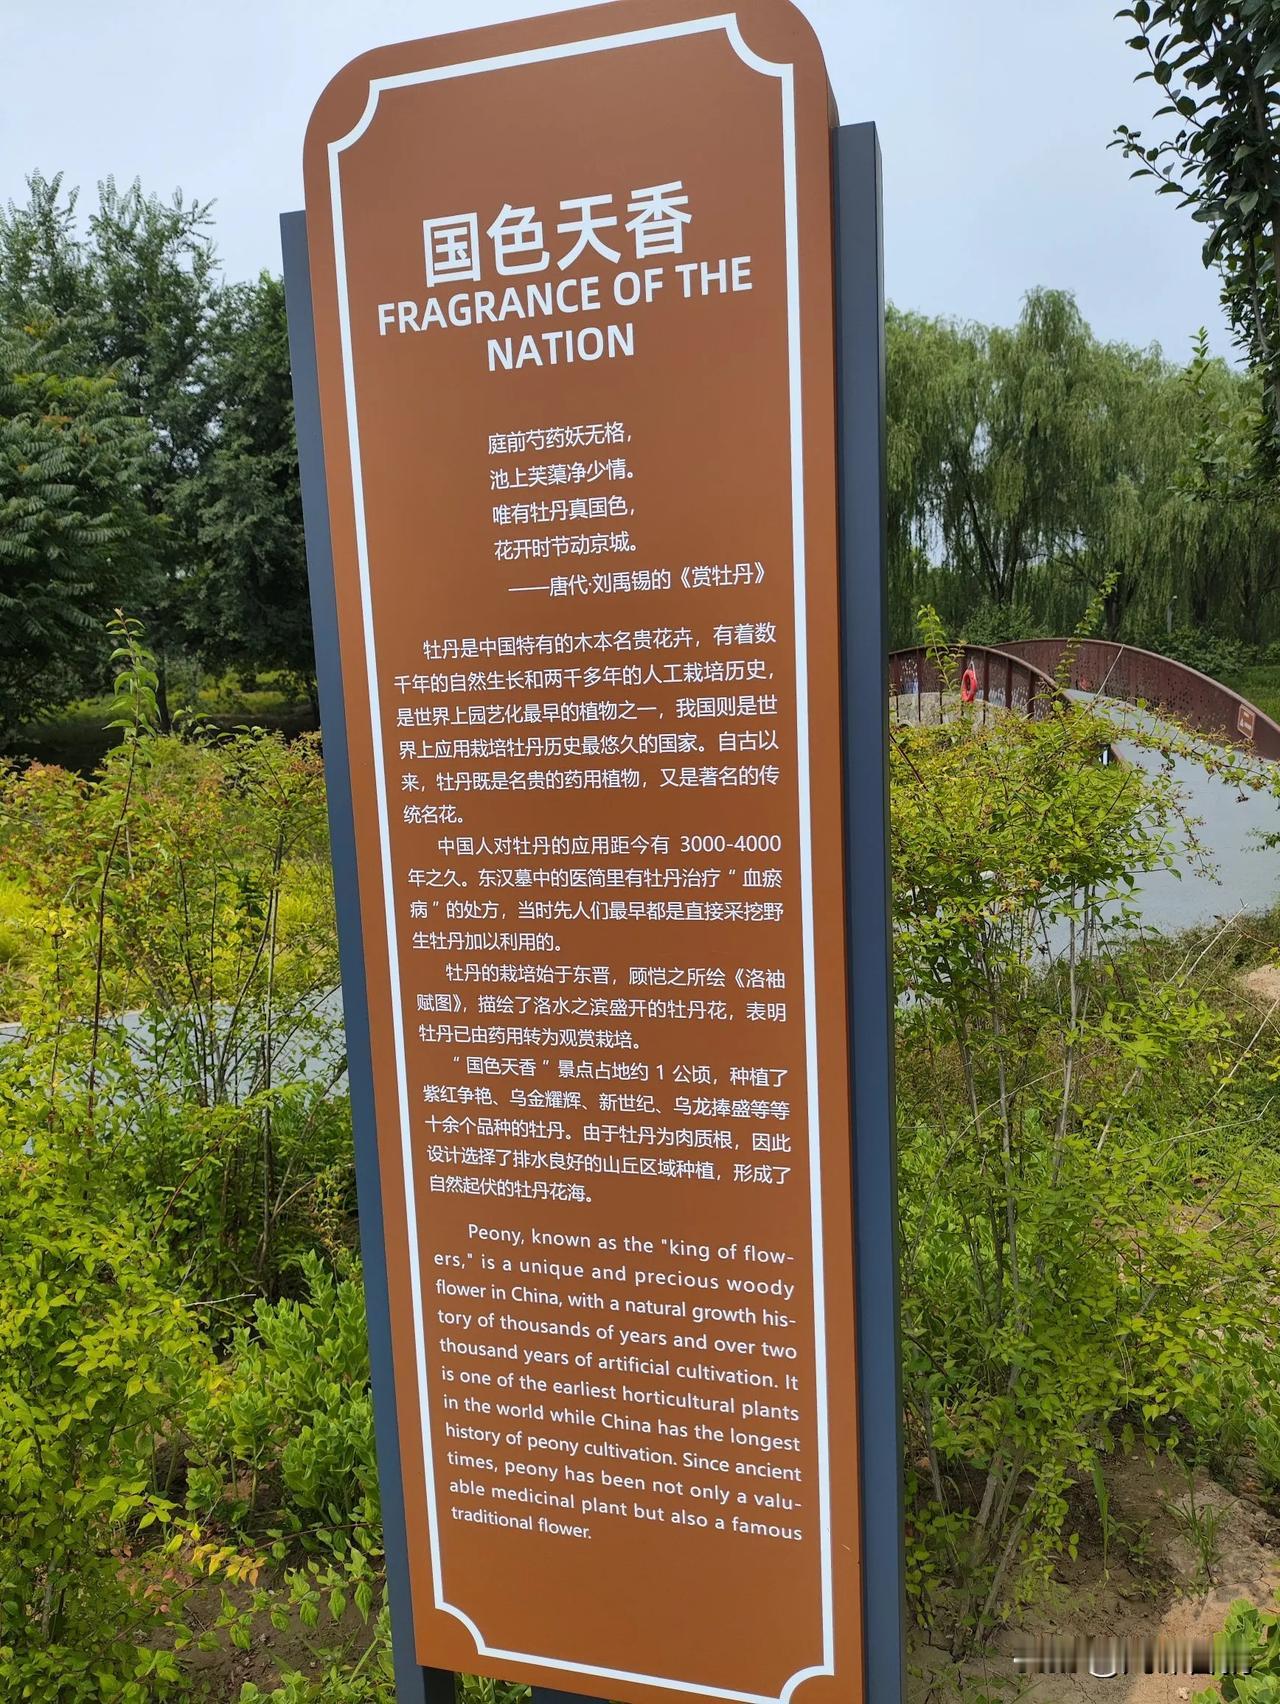 国色天香
FRAGRANCE OF THE
NATION
庭前芍药妖无格，
池上芙蕖净少情。
唯有牡丹真国色，
花开时节动京城。
——唐代·刘禹锡的《赏牡丹》
牡丹是中国特有的木本名贵花卉，有着数
千年的自然生长和两千多年的人工栽培历史，
是世界上园艺化最早的植物之一，我国则是世
界上应用栽培牡丹历史最悠久的国家。自古以
来，牡丹既是名贵的药用植物，又是著名的传
统名花。
中国人对牡丹的应用距今有 3000-4000
年之久。东汉墓中的医简里有牡丹治疗“血瘀
病”的处方，当时先人们最早都是直接采挖野
生牡丹加以利用的。
牡丹的栽培始于东晋，顾恺之所绘《洛袖
赋图》，描绘了洛水之滨盛开的牡丹花，表明
牡丹已由药用转为观赏栽培。
“国色天香”景点占地约 1 公顷，种植了
紫红争艳、乌金耀辉、新世纪、乌龙捧盛等等
十余个品种的牡丹。由于牡丹为肉质根，因此
设计选择了排水良好的山丘区域种植，形成了
自然起伏的牡丹花海。
Peony, known as the "king of flow-
ers," is a unique and precious woody
flower in China, with a natural growth his-
tory of thousands of years and over two
thousand years of artificial cultivation. It
is one of the earliest horticultural plants
in the world while China has the longest
history of peony cultivation. Since ancient
times, peony has been not only a valu-
able medicinal plant but also a famous
traditional flower.